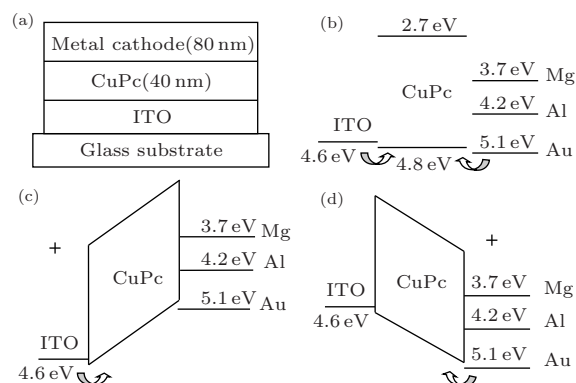 (a)
Metal cathode(80 nm)
CuPc(40 nm)
ITO
Glass substrate
(b)
2.7 eV
3.7 eV
Mg
CuPc
4.2 eV
Al
ITO
5.1 eV
Au
4.6 eV
4.8 eV
(c)
+
3.7 eV
Mg
CuPc
4.2 eV
Al
5.1 eV
Au
ITO
4.6 eV
(d)
+
CuPc
3.7 eV
Mg
ITO
4.6 eV
4.2 eV
Al
5.1 eV
Au